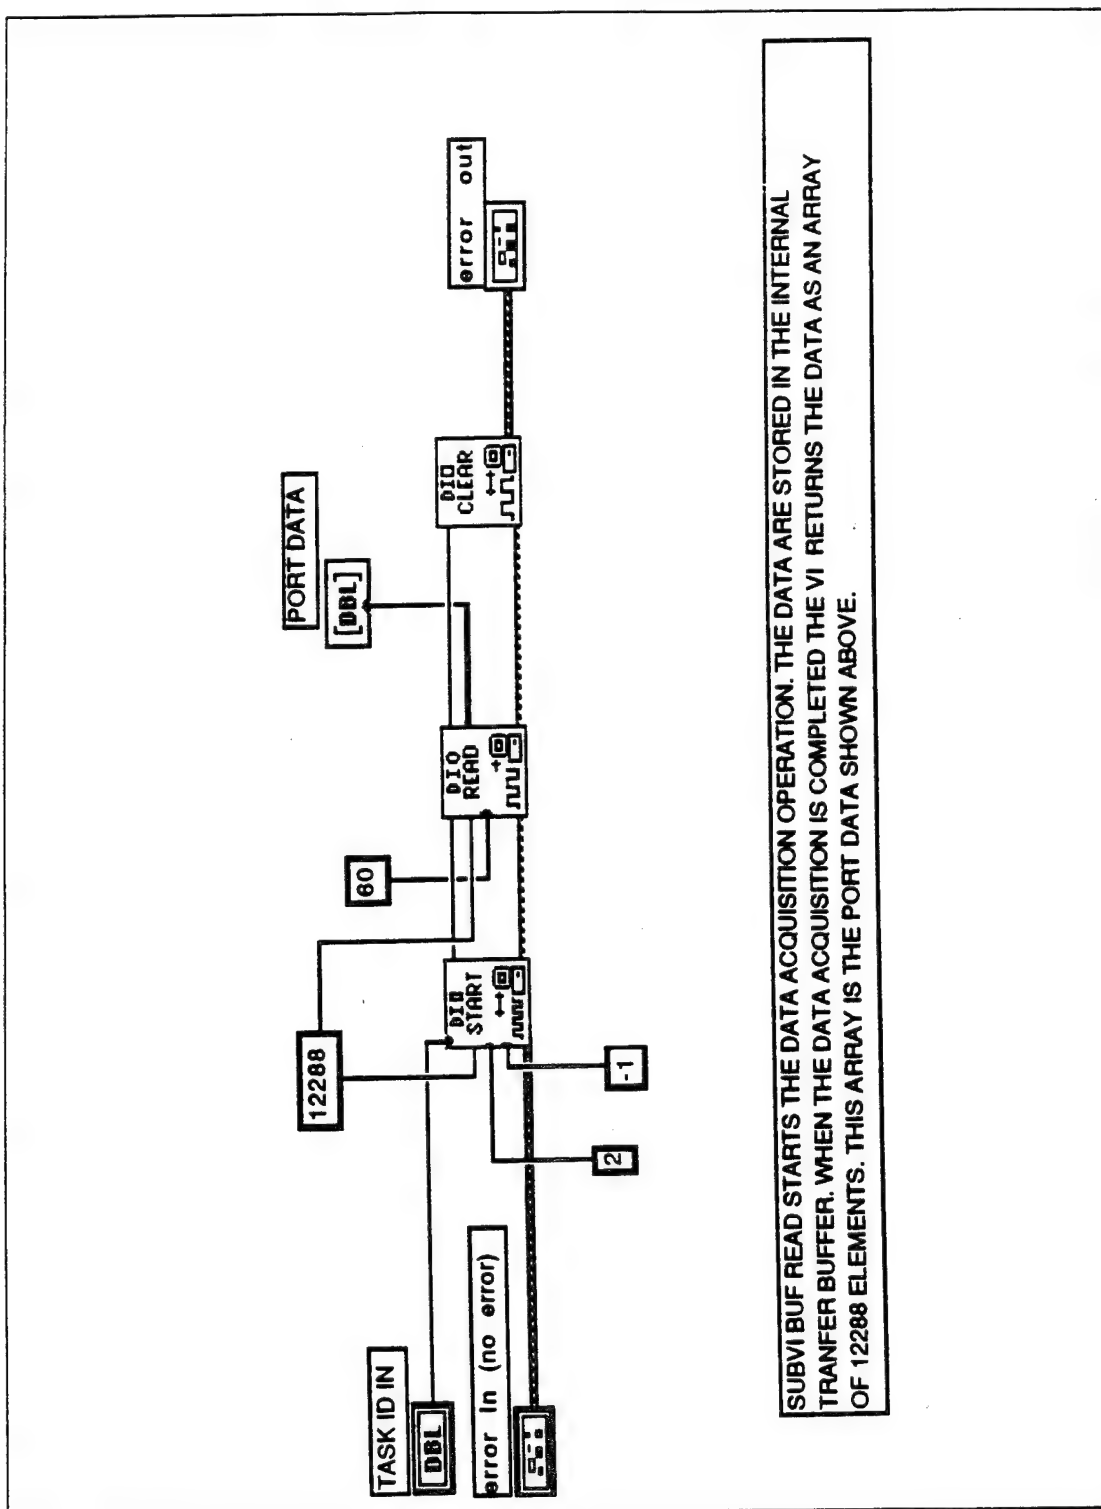 PORT DATA
[DBL]
error out
12288
60
DIO
START
DIO
READ
DIO
CLEAR
TASK ID IN
DBL
error in (no error)
2
-1
SUBVI BUF READ STARTS THE DATA ACQUISITION OPERATION. THE DATA ARE STORED IN THE INTERNAL
TRANFER BUFFER. WHEN THE DATA ACQUISITION IS COMPLETED THE VI RETURNS THE DATA AS AN ARRAY
OF 12288 ELEMENTS. THIS ARRAY IS THE PORT DATA SHOWN ABOVE.